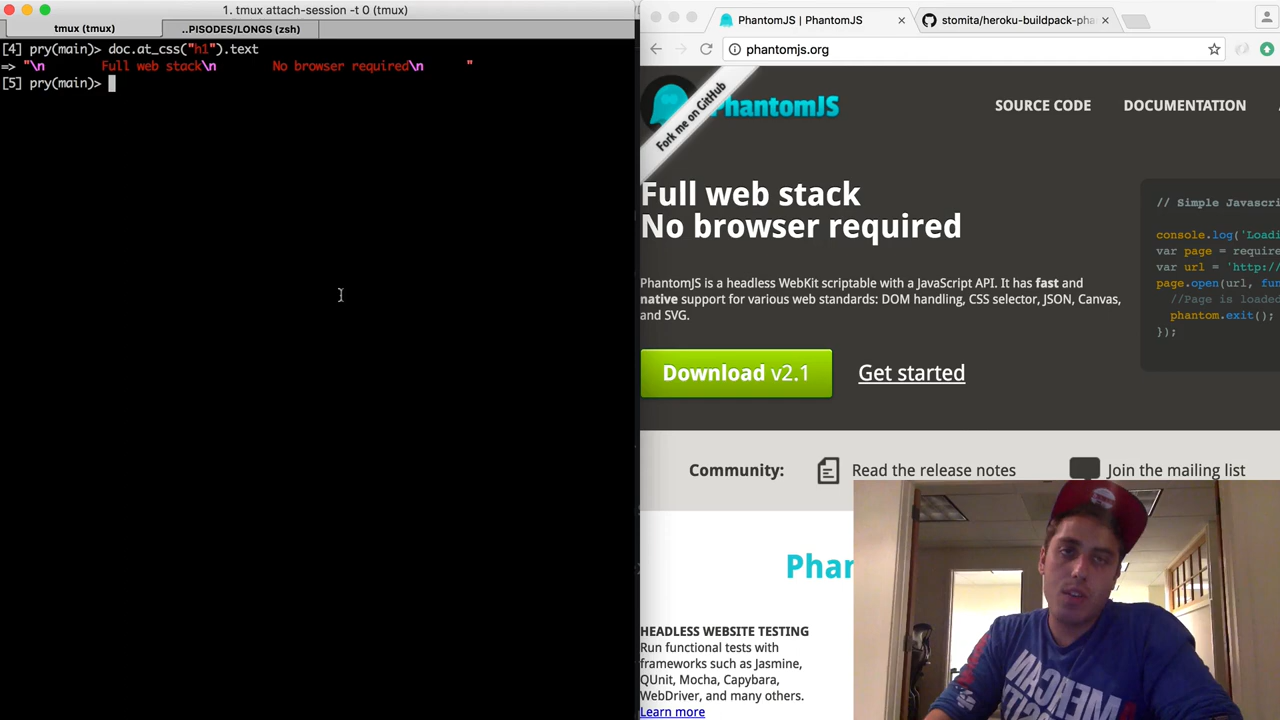 1. tmux attach-session -t 0 (tmux)
tmux (tmux)
..PISODES/LONGS (zsh)
[4] pry(main)> doc.at_css("h1").text
=> "\n Full web stack\n No browser required\n "
[5] pry(main)>
PhantomJS | PhantomJS
stomita/heroku-buildpack-pha
phantomjs.org
Fork me on GitHub
PhantomJS
SOURCE CODE
DOCUMENTATION
Full web stack
No browser required
PhantomJS is a headless WebKit scriptable with a JavaScript API. It has fast and
native support for various web standards: DOM handling, CSS selector, JSON, Canvas,
and SVG.
Download v2.1
Get started
// Simple Javascri
console.log('Loadi
var page = require
var url = 'http://
page.open(url, fun
//Page is loaded
phantom.exit();
});
Community:
Read the release notes
Join the mailing list
Phan
HEADLESS WEBSITE TESTING
Run functional tests with
frameworks such as Jasmine,
QUnit, Mocha, Capybara,
WebDriver, and many others.
Learn more